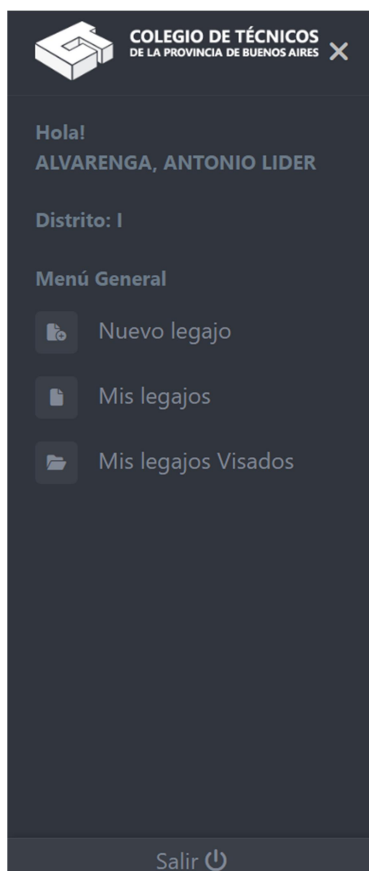 COLEGIO DE TÉCNICOS
DE LA PROVINCIA DE BUENOS AIRES
Hola!
ALVARENGA, ANTONIO LIDER
Distrito: I
Menú General
Nuevo legajo
Mis legajos
Mis legajos Visados
Salir